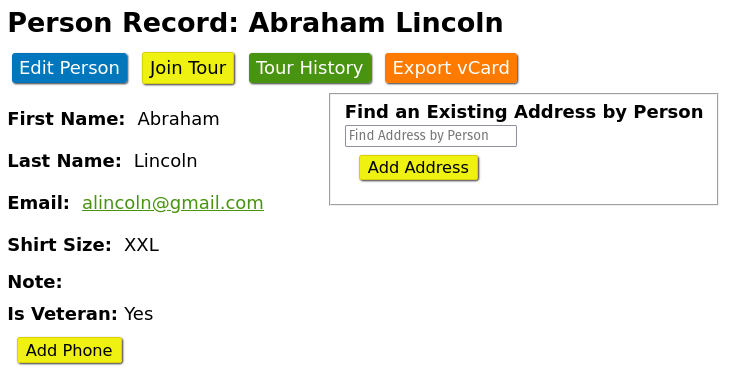 Person Record: Abraham Lincoln
Edit Person Join Tour Tour History Export vCard
First Name: Abraham
Last Name: Lincoln
Email: alincoln@gmail.com
Shirt Size: XXL
Note:
Is Veteran: Yes
Add Phone
Find an Existing Address by Person
Find Address by Person
Add Address